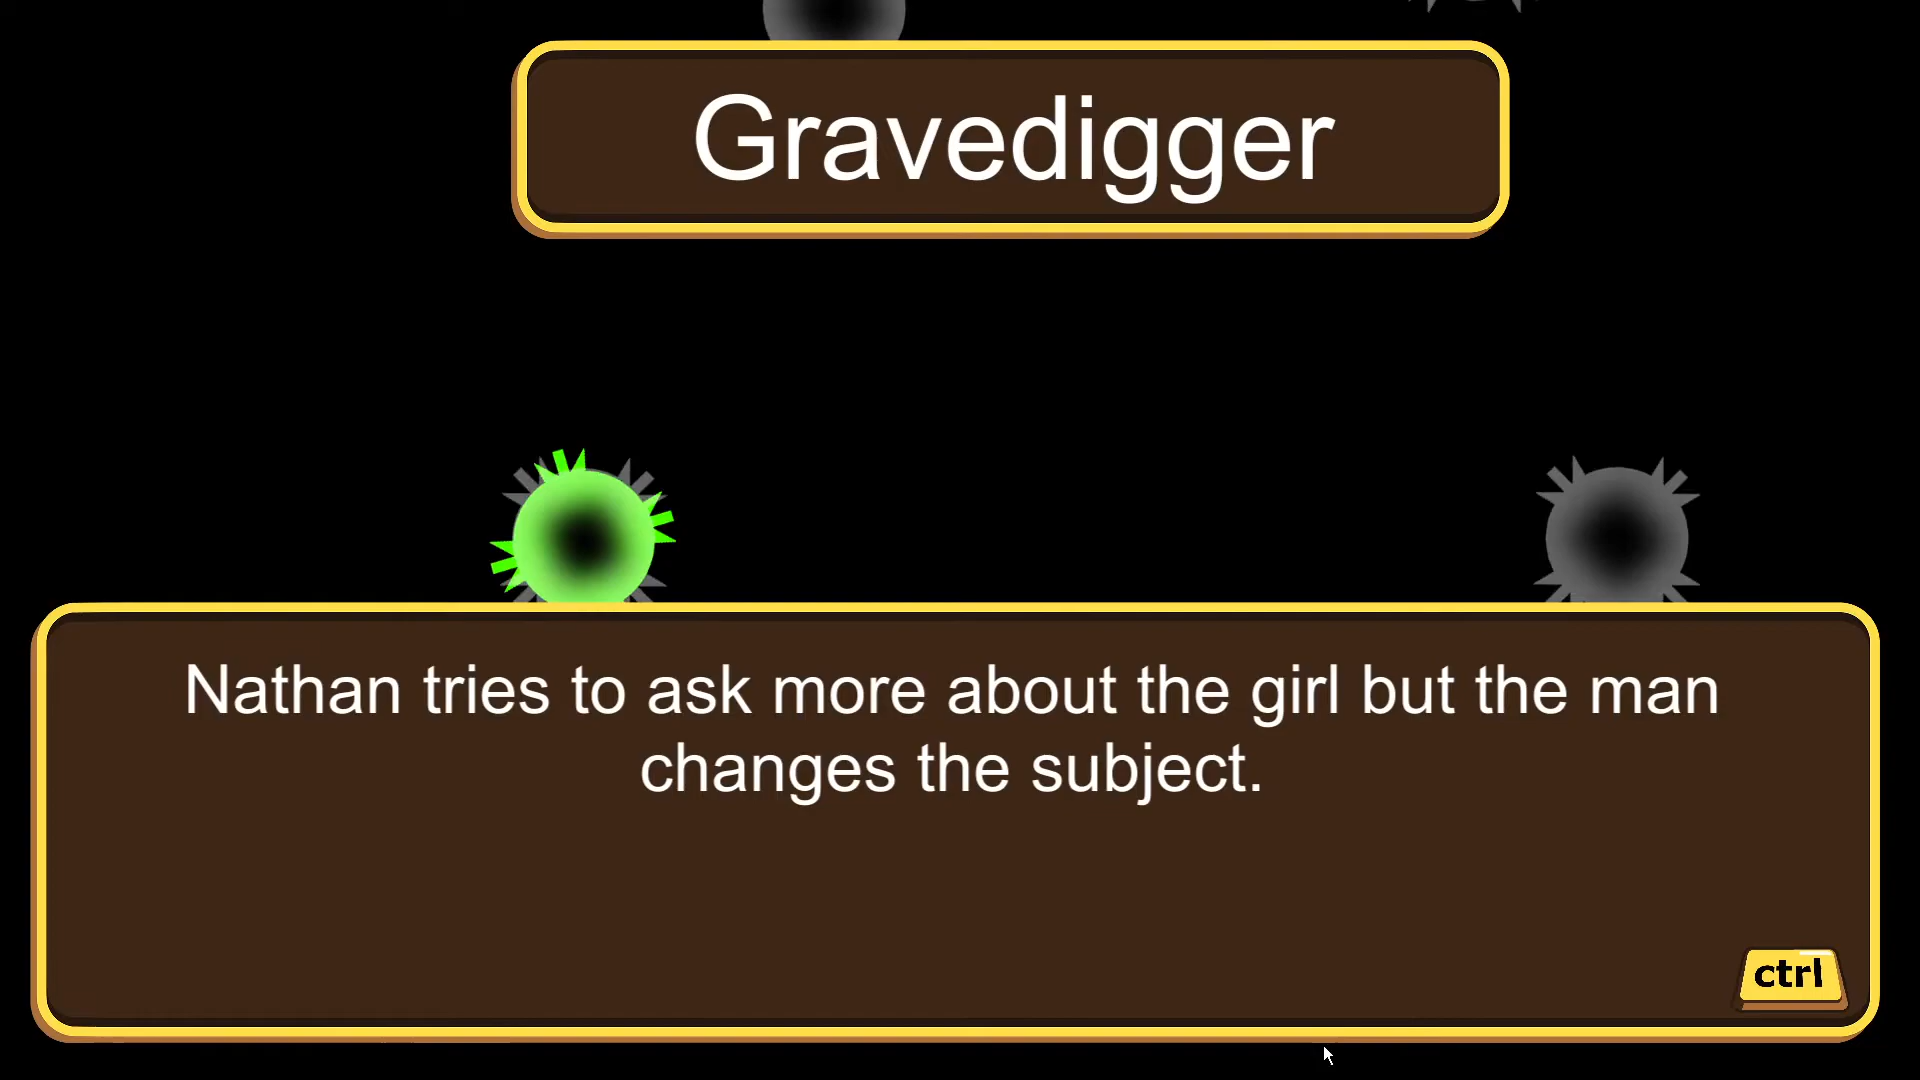 Gravedigger
Nathan tries to ask more about the girl but the man
changes the subject.
ctrl